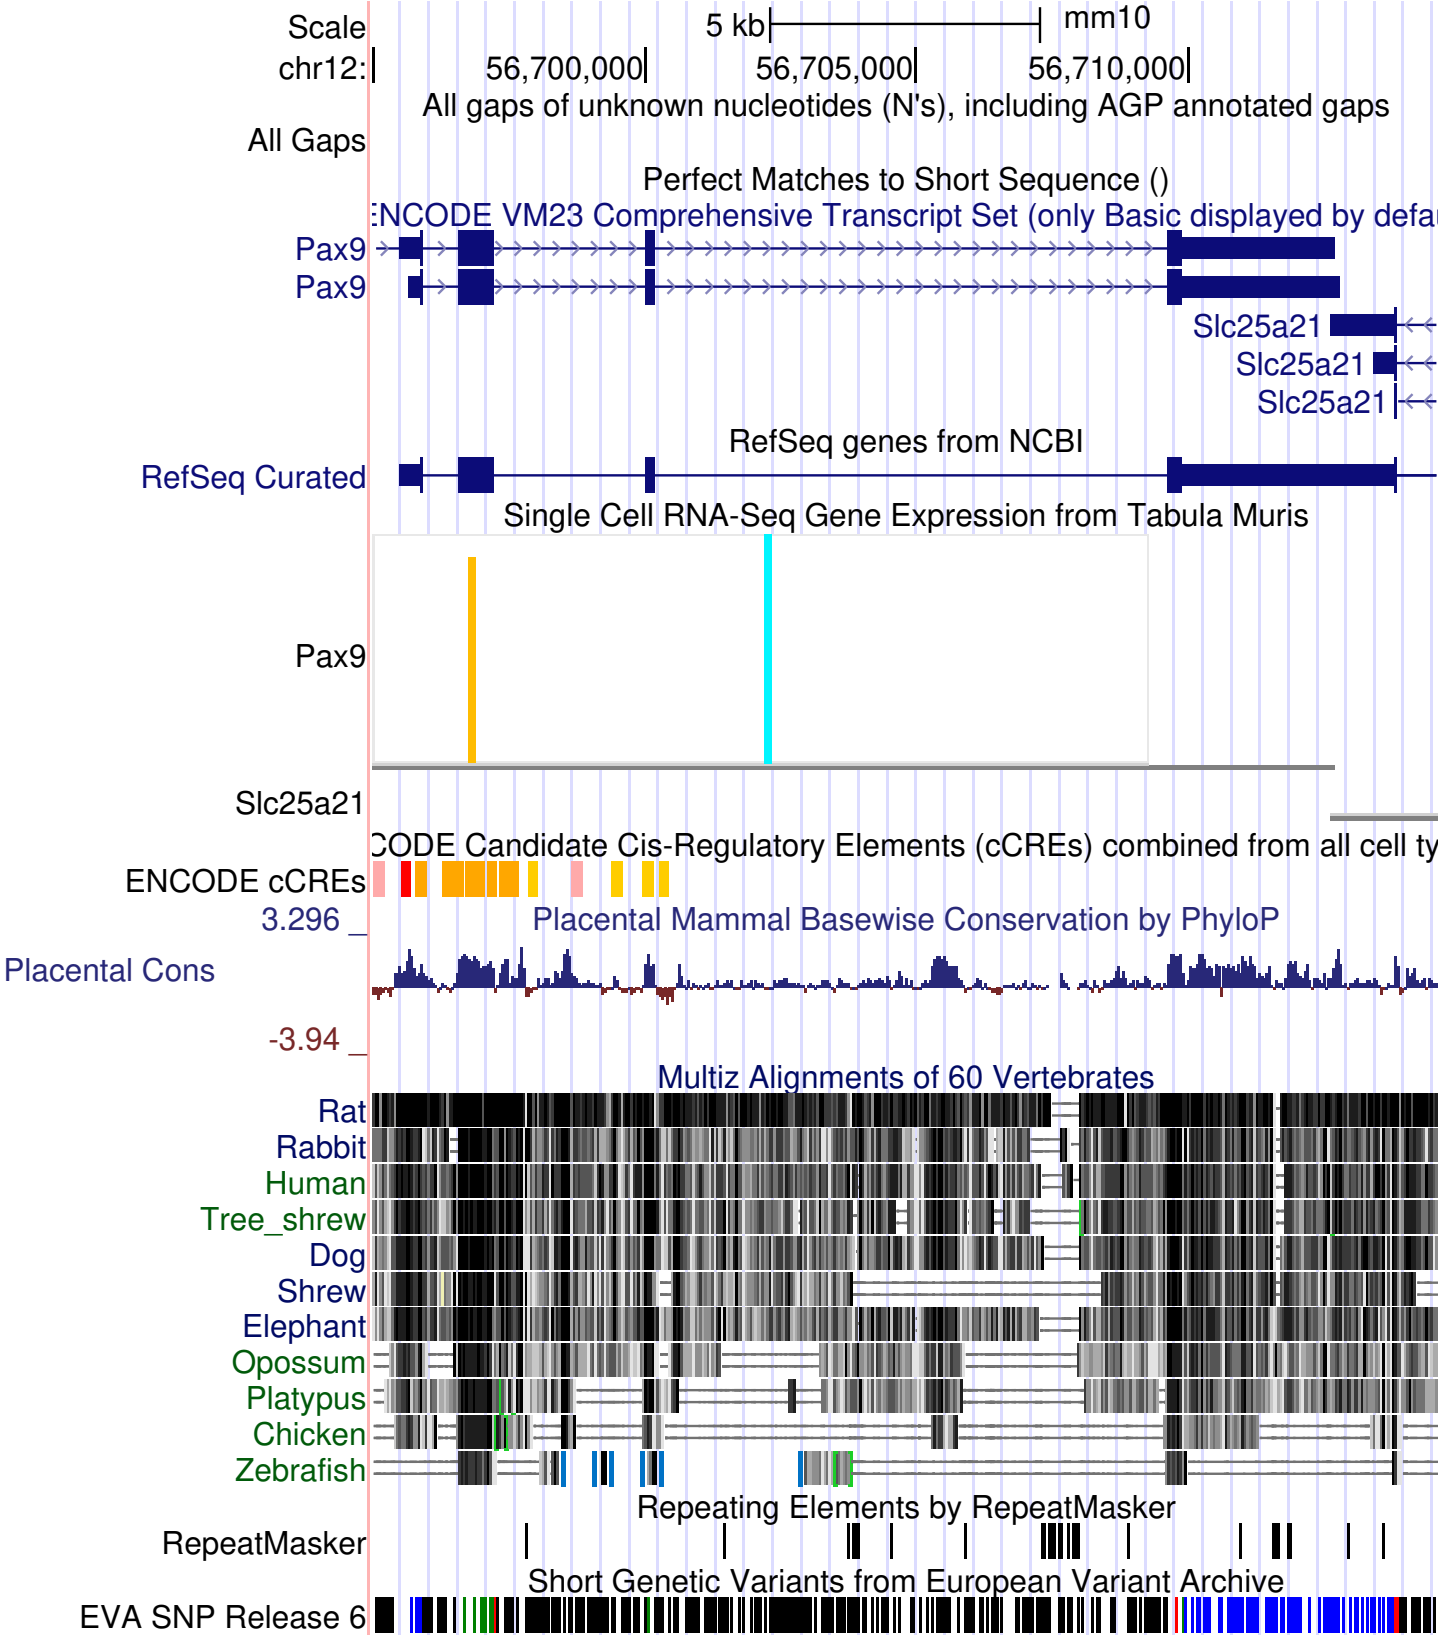 Scale 5 kb mm10
chr12: 56,700,000 56,705,000 56,710,000
All gaps of unknown nucleotides (N's), including AGP annotated gaps
All Gaps
Perfect Matches to Short Sequence ()
ENCODE VM23 Comprehensive Transcript Set (only Basic displayed by defau
Pax9
Pax9
Slc25a21
Slc25a21
Slc25a21
RefSeq genes from NCBI
RefSeq Curated
Single Cell RNA-Seq Gene Expression from Tabula Muris
Pax9
Slc25a21
CODE Candidate Cis-Regulatory Elements (cCREs) combined from all cell ty
ENCODE cCREs
3.296 _ Placental Mammal Basewise Conservation by PhyloP
Placental Cons
-3.94 _
Multiz Alignments of 60 Vertebrates
Rat
Rabbit
Human
Tree_shrew
Dog
Shrew
Elephant
Opossum
Platypus
Chicken
Zebrafish
Repeating Elements by RepeatMasker
RepeatMasker
Short Genetic Variants from European Variant Archive
EVA SNP Release 6